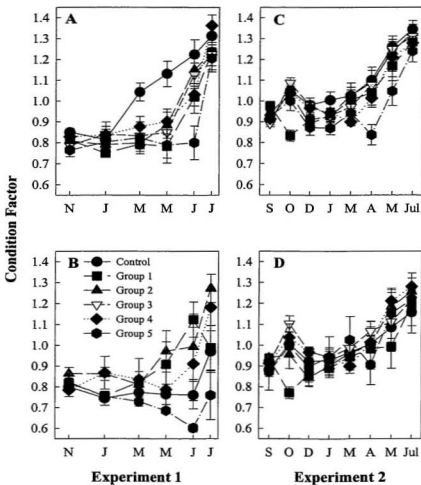 A
C
1.4
1.3
1.2
1.1
1.0
0.9
0.8
0.7
0.6
N J M M J J
1.4
1.3
1.2
1.1
1.0
0.9
0.8
0.7
0.6
S O D J M A M Jul
Condition Factor
B
D
Control
Group 1
Group 2
Group 3
Group 4
Group 5
1.4
1.3
1.2
1.1
1.0
0.9
0.8
0.7
0.6
N J M M J J
1.4
1.3
1.2
1.1
1.0
0.9
0.8
0.7
0.6
S O D J M A M Jul
Experiment 1
Experiment 2